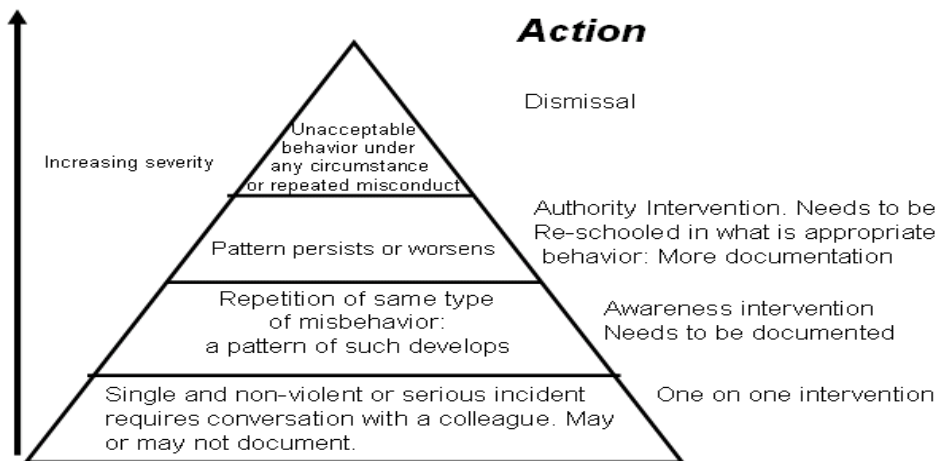 Action
Dismissal
Unacceptable
behavior under
any circumstance
or repeated misconduct
Increasing severity
Authority Intervention. Needs to be
Re-schooled in what is appropriate
behavior: More documentation
Pattern persists or worsens
Repetition of same type
of misbehavior:
a pattern of such develops
Awareness intervention
Needs to be documented
Single and non-violent or serious incident
requires conversation with a colleague. May
or may not document.
One on one intervention